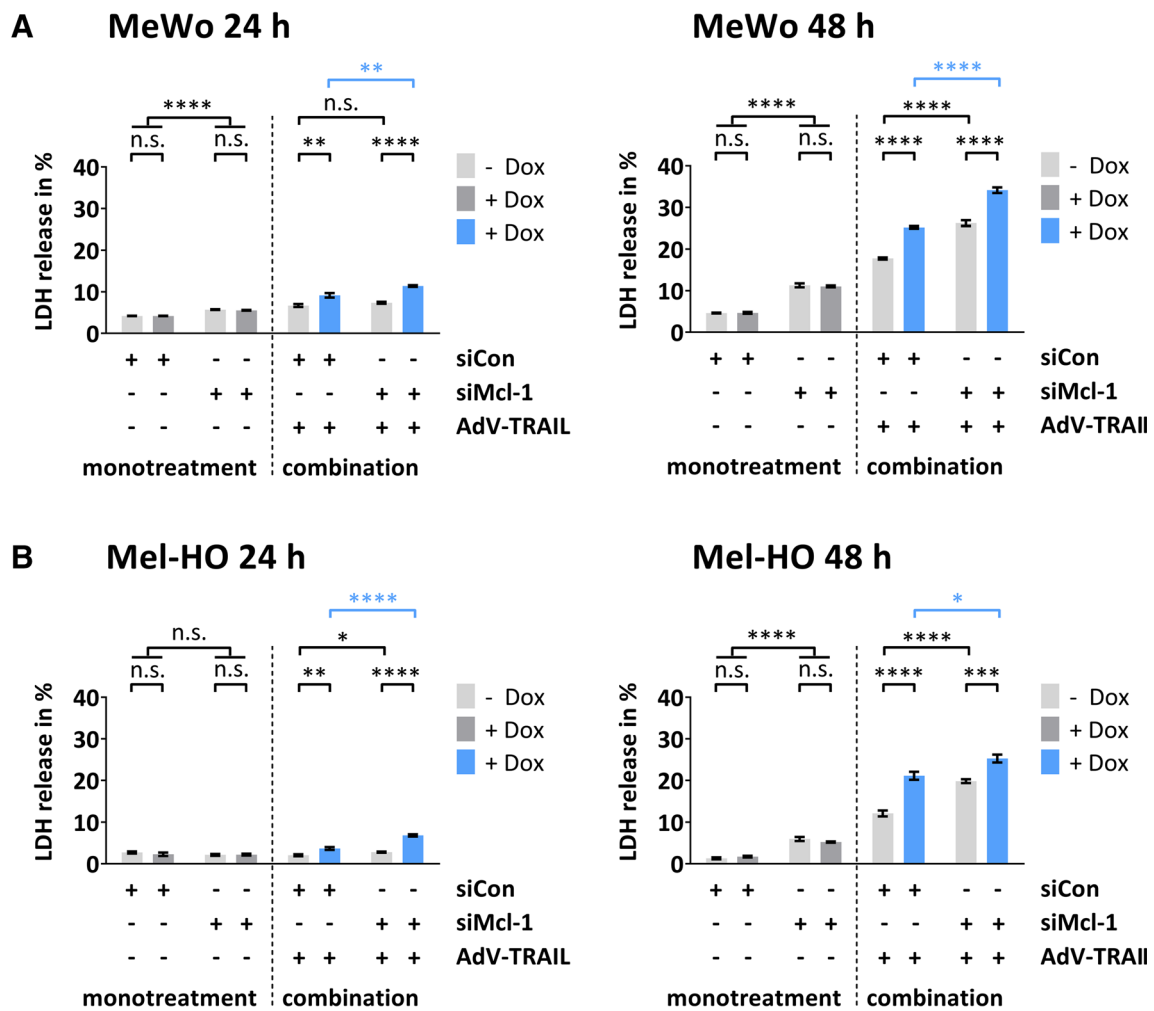 A
MeWo 24 h
MeWo 48 h
**
****
****
n.s.
****
****
n.s.
n.s.
**
****
n.s.
n.s.
****
****
LDH release in %
40
30
20
10
0
- Dox
+ Dox
+ Dox
LDH release in %
40
30
20
10
0
- Dox
+ Dox
+ Dox
+ + - - + + - - siCon
- - + + - - + + siMcl-1
- - - - + + + + AdV-TRAIL
monotreatment combination
+ + - - + + - - siCon
- - + + - - + + siMcl-1
- - - - + + + + AdV-TRAIl
monotreatment combination
B
Mel-HO 24 h
Mel-HO 48 h
****
*
n.s.
*
****
****
n.s.
n.s.
**
****
n.s.
n.s.
****
***
LDH release in %
40
30
20
10
0
- Dox
+ Dox
+ Dox
LDH release in %
40
30
20
10
0
- Dox
+ Dox
+ Dox
+ + - - + + - - siCon
- - + + - - + + siMcl-1
- - - - + + + + AdV-TRAIL
monotreatment combination
+ + - - + + - - siCon
- - + + - - + + siMcl-1
- - - - + + + + AdV-TRAIl
monotreatment combination